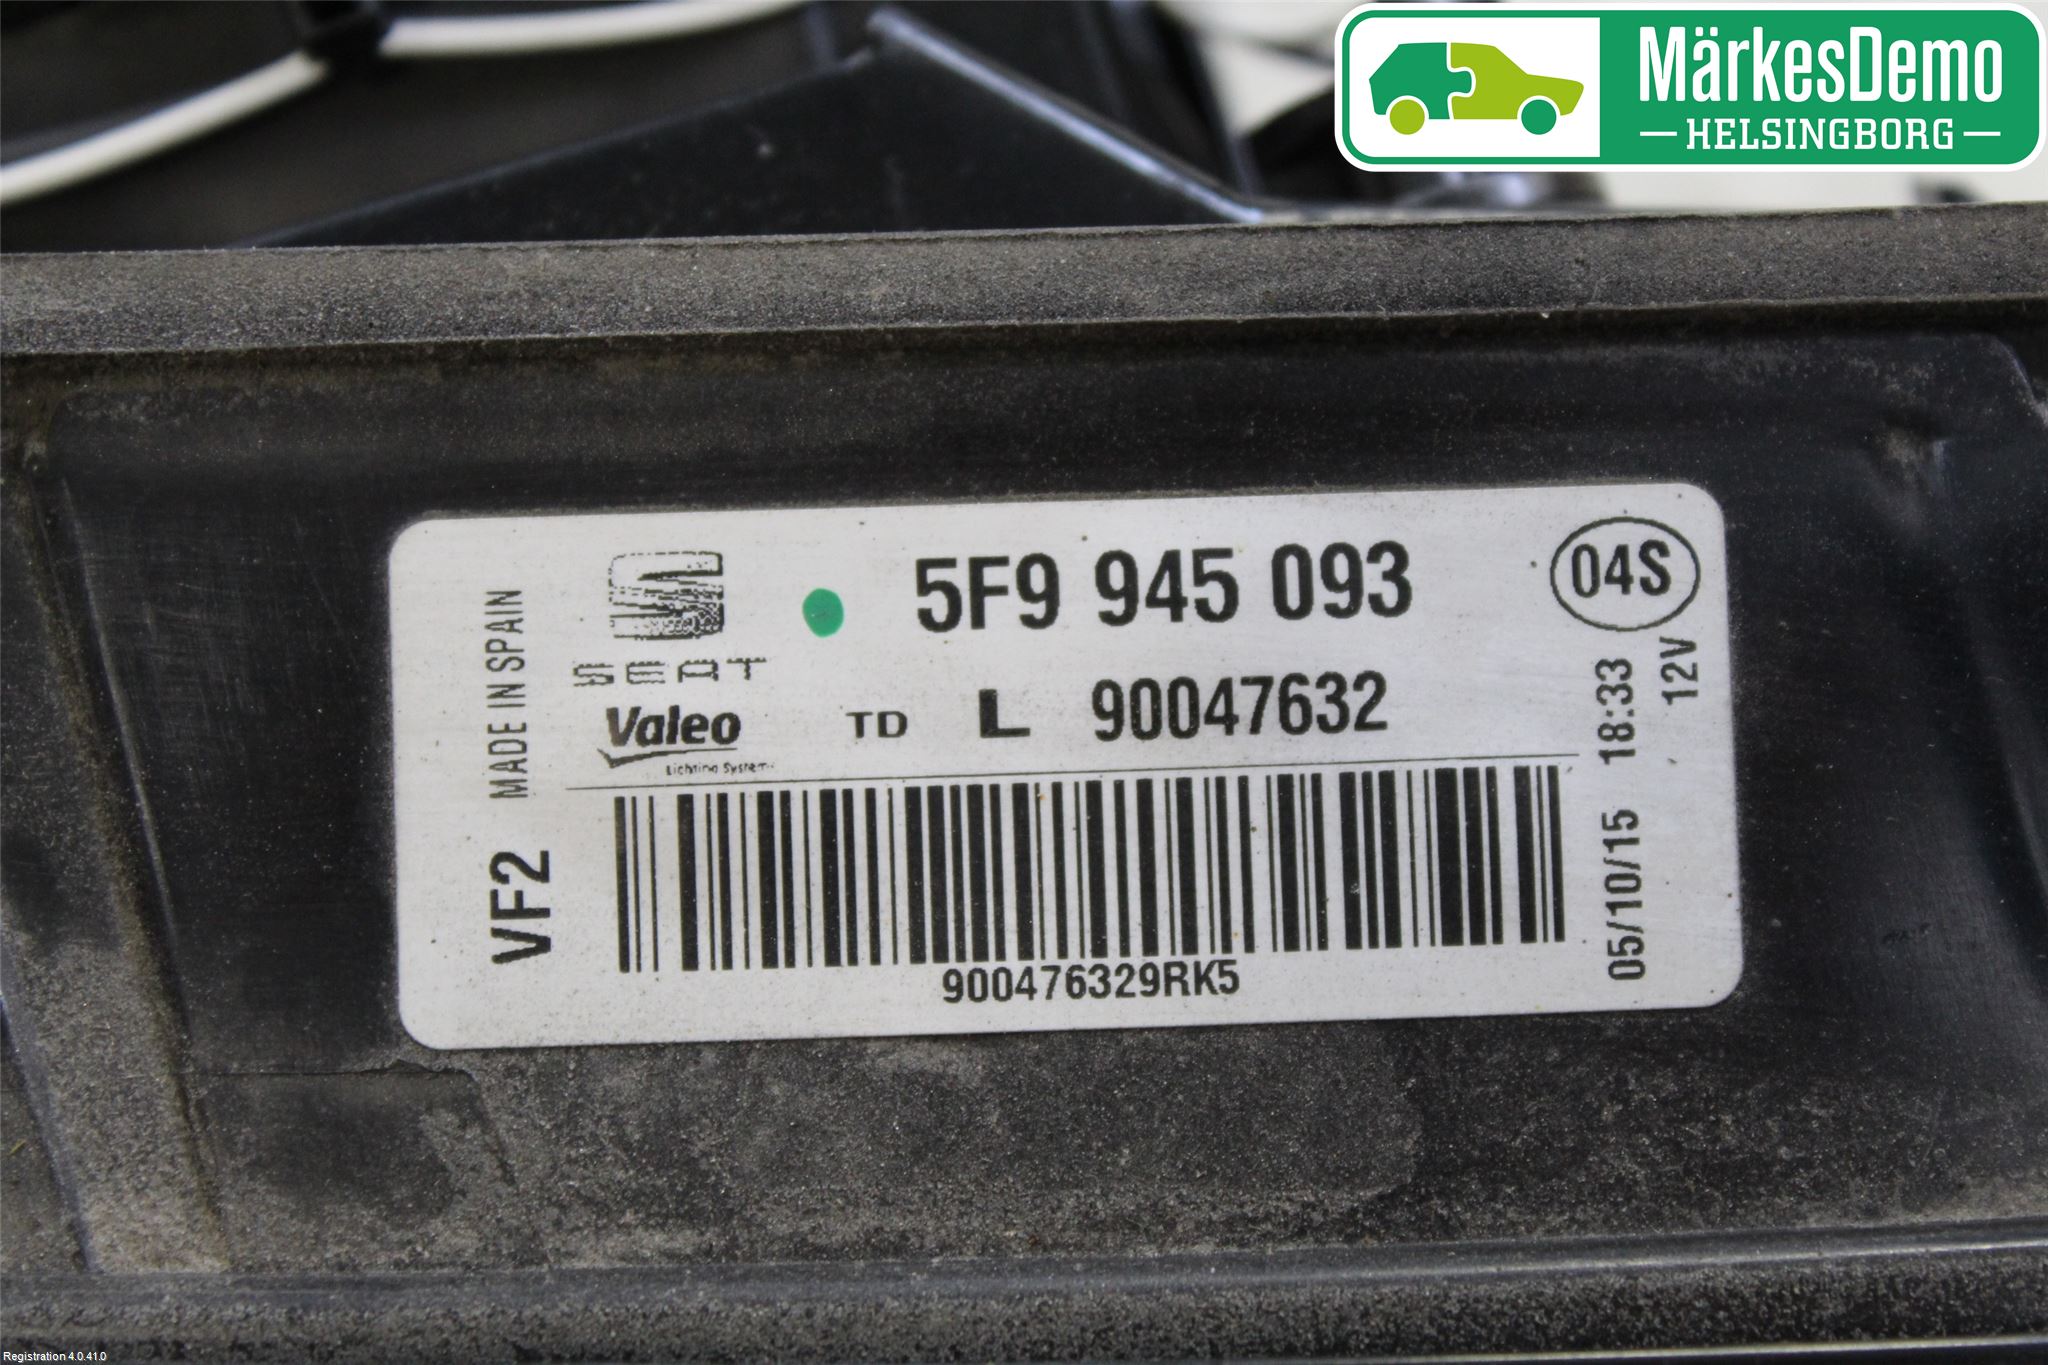 MärkesDemo
HELSINGBORG
MADE IN SPAIN
SEAT
5F9 945 093
04S
Valeo
Lighting Systems
TD L 90047632
12V
VF2
900476329RK5
05/10/15 18:33
Registration 4.0.41.0